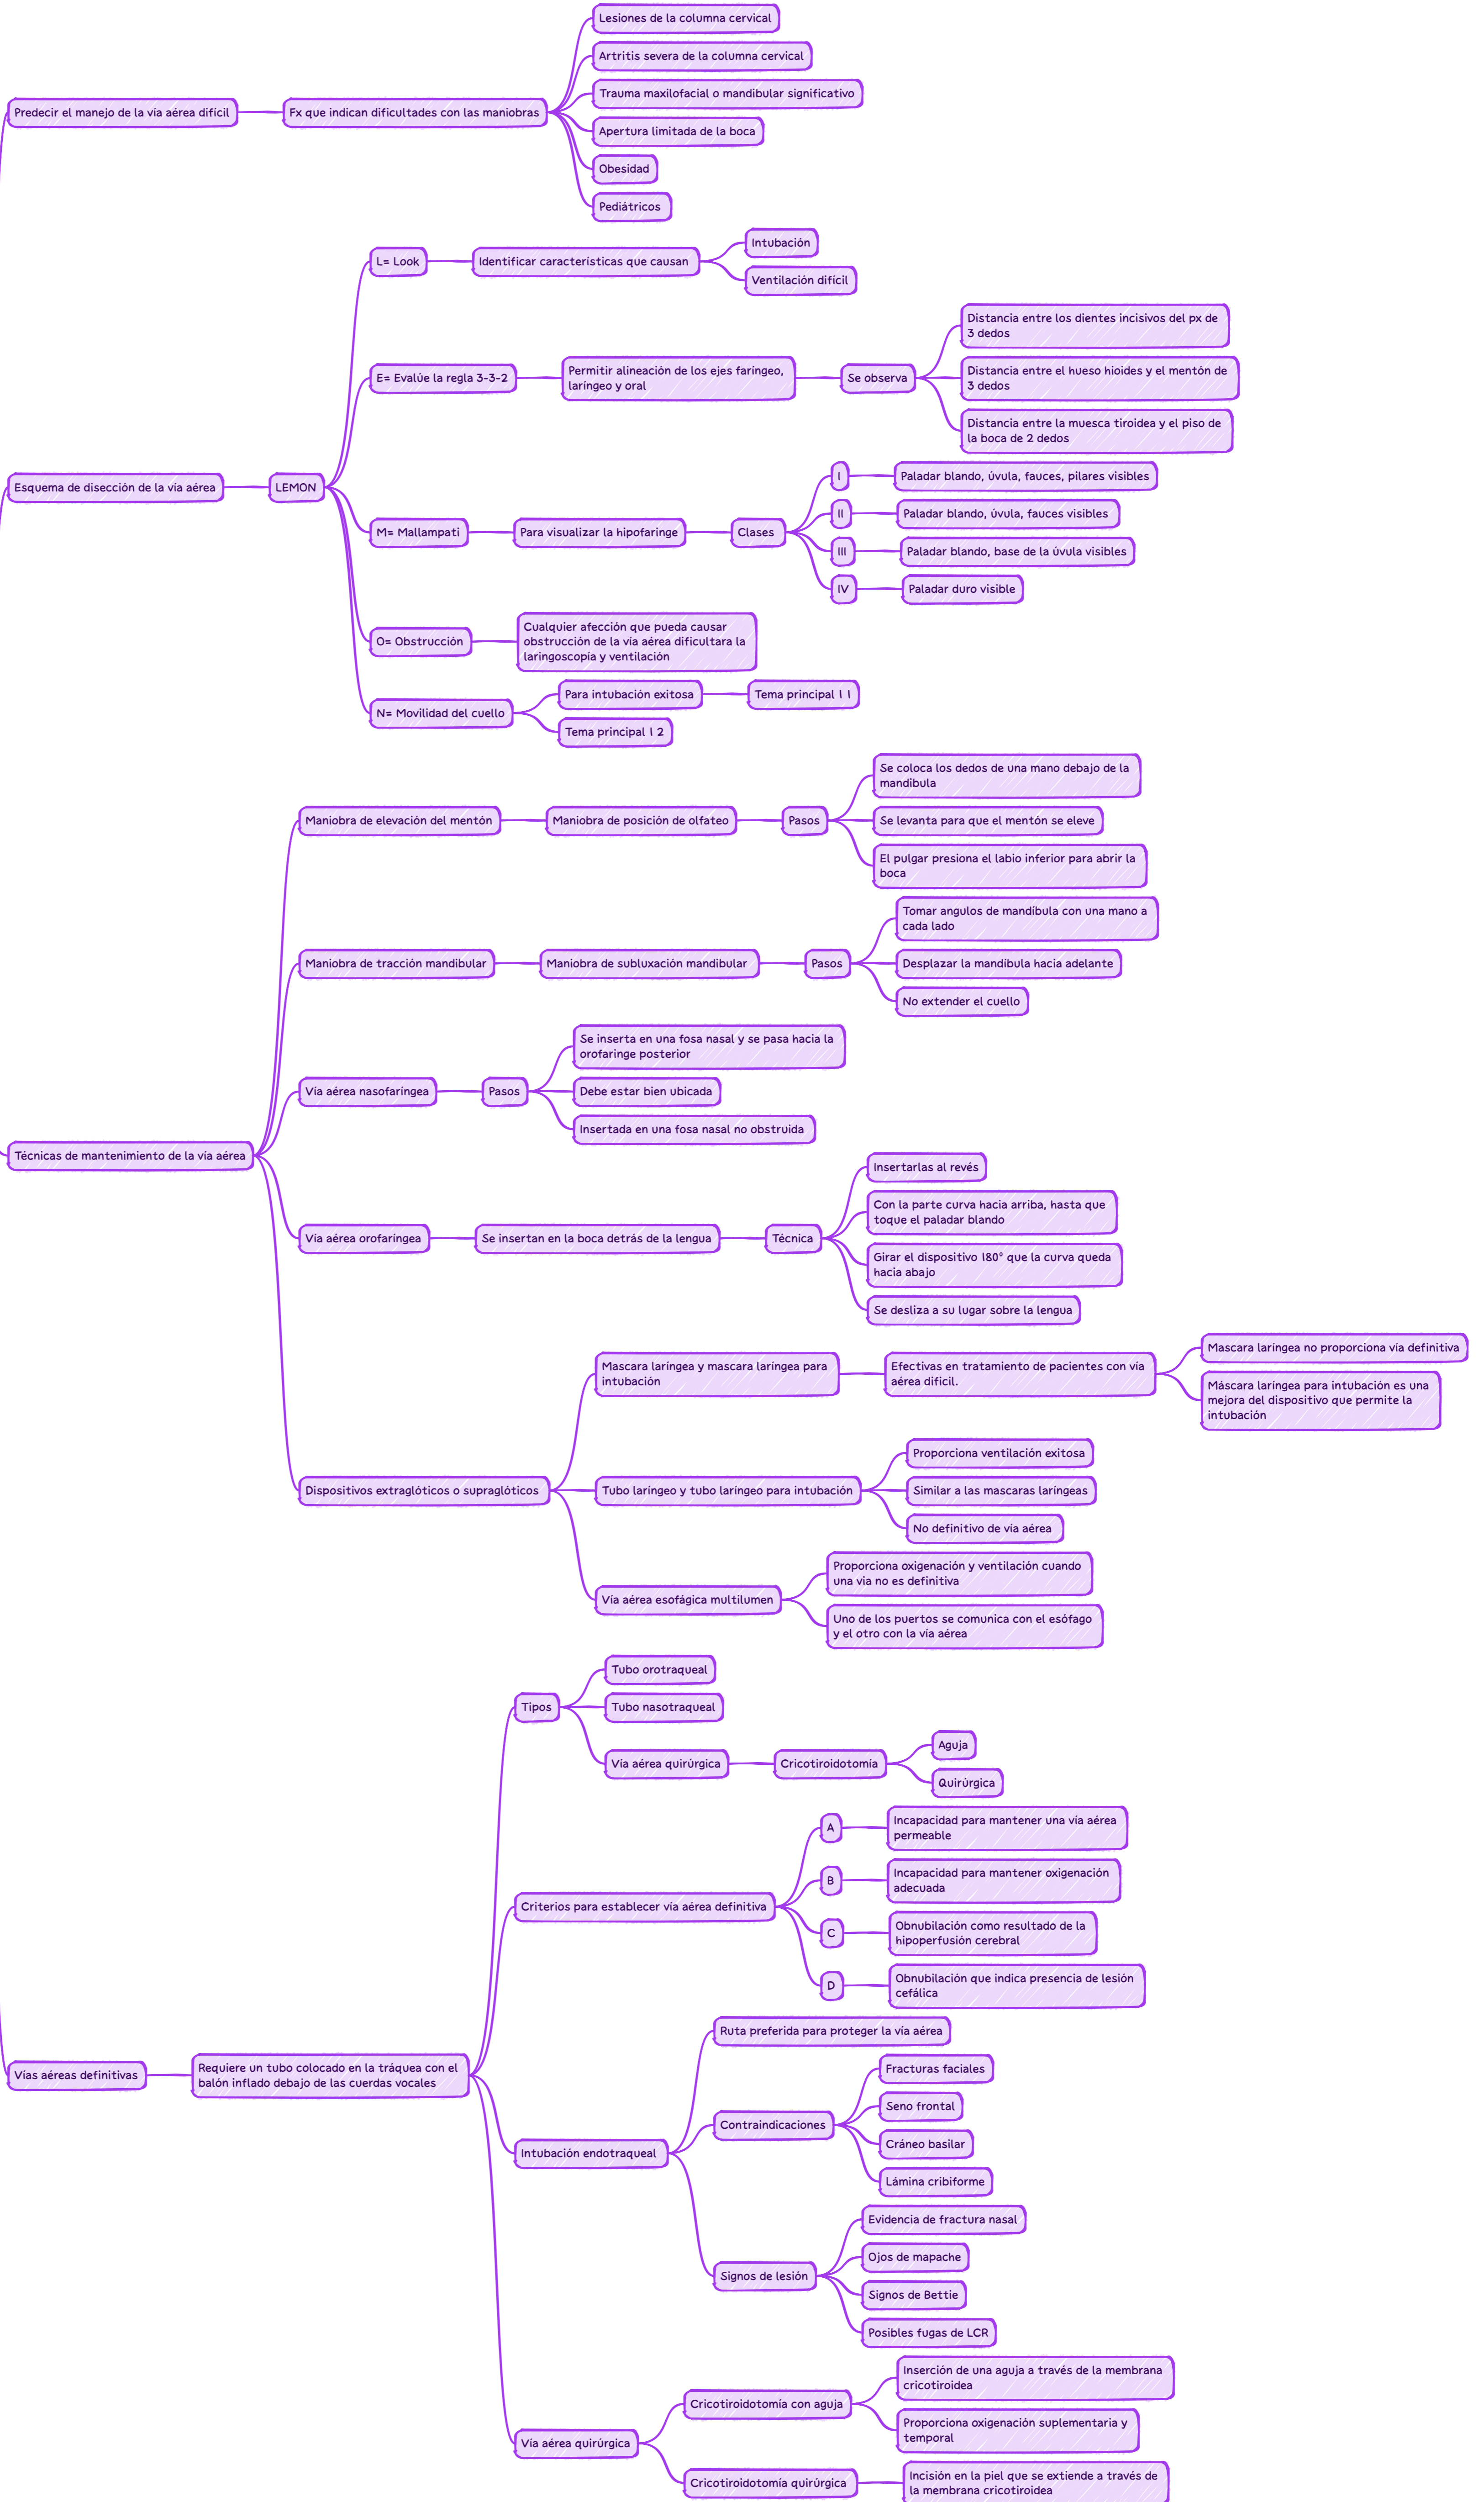 Lesiones de la columna cervical
Artritis severa de la columna cervical
Trauma maxilofacial o mandibular significativo
Predecir el manejo de la vía aérea difícil
Fx que indican dificultades con las maniobras
Apertura limitada de la boca
Obesidad
Pediátricos
L= Look
Identificar características que causan
Intubación
Ventilación difícil
E= Evalúe la regla 3-3-2
Permitir alineación de los ejes faríngeo,
laríngeo y oral
Se observa
Distancia entre los dientes incisivos del px de
3 dedos
Distancia entre el hueso hioides y el mentón de
3 dedos
Distancia entre la muesca tiroidea y el piso de
la boca de 2 dedos
Esquema de disección de la vía aérea
LEMON
M= Mallampati
Para visualizar la hipofaringe
Clases
I
Paladar blando, úvula, fauces, pilares visibles
II
Paladar blando, úvula, fauces visibles
III
Paladar blando, base de la úvula visibles
IV
Paladar duro visible
O= Obstrucción
Cualquier afección que pueda causar
obstrucción de la vía aérea dificultara la
laringoscopía y ventilación
N= Movilidad del cuello
Para intubación exitosa
Tema principal 1 1
Tema principal 1 2
Maniobra de elevación del mentón
Maniobra de posición de olfateo
Pasos
Se coloca los dedos de una mano debajo de la
mandibula
Se levanta para que el mentón se eleve
El pulgar presiona el labio inferior para abrir la
boca
Maniobra de tracción mandibular
Maniobra de subluxación mandibular
Pasos
Tomar angulos de mandíbula con una mano a
cada lado
Desplazar la mandíbula hacia adelante
No extender el cuello
Técnicas de mantenimiento de la vía aérea
Vía aérea nasofaríngea
Pasos
Se inserta en una fosa nasal y se pasa hacia la
orofaringe posterior
Debe estar bien ubicada
Insertada en una fosa nasal no obstruida
Vía aérea orofaríngea
Se insertan en la boca detrás de la lengua
Técnica
Insertarlas al revés
Con la parte curva hacia arriba, hasta que
toque el paladar blando
Girar el dispositivo 180° que la curva queda
hacia abajo
Se desliza a su lugar sobre la lengua
Dispositivos extraglóticos o supraglóticos
Mascara laríngea y mascara laríngea para
intubación
Efectivas en tratamiento de pacientes con vía
aérea difícil.
Mascara laríngea no proporciona vía definitiva
Máscara laríngea para intubación es una
mejora del dispositivo que permite la
intubación
Tubo laríngeo y tubo laríngeo para intubación
Proporciona ventilación exitosa
Similar a las mascaras laríngeas
No definitivo de vía aérea
Vía aérea esofágica multilumen
Proporciona oxigenación y ventilación cuando
una via no es definitiva
Uno de los puertos se comunica con el esófago
y el otro con la vía aérea
Vías aéreas definitivas
Requiere un tubo colocado en la tráquea con el
balón inflado debajo de las cuerdas vocales
Tipos
Tubo orotraqueal
Tubo nasotraqueal
Vía aérea quirúrgica
Cricotiroidotomía
Aguja
Quirúrgica
Criterios para establecer vía aérea definitiva
A
Incapacidad para mantener una vía aérea
permeable
B
Incapacidad para mantener oxigenación
adecuada
C
Obnubilación como resultado de la
hipoperfusión cerebral
D
Obnubilación que indica presencia de lesión
cefálica
Intubación endotraqueal
Ruta preferida para proteger la vía aérea
Contraindicaciones
Fracturas faciales
Seno frontal
Cráneo basilar
Lámina cribiforme
Signos de lesión
Evidencia de fractura nasal
Ojos de mapache
Signos de Bettie
Posibles fugas de LCR
Vía aérea quirúrgica
Cricotiroidotomía con aguja
Inserción de una aguja a través de la membrana
cricotiroidea
Proporciona oxigenación suplementaria y
temporal
Cricotiroidotomía quirúrgica
Incisión en la piel que se extiende a través de
la membrana cricotiroidea